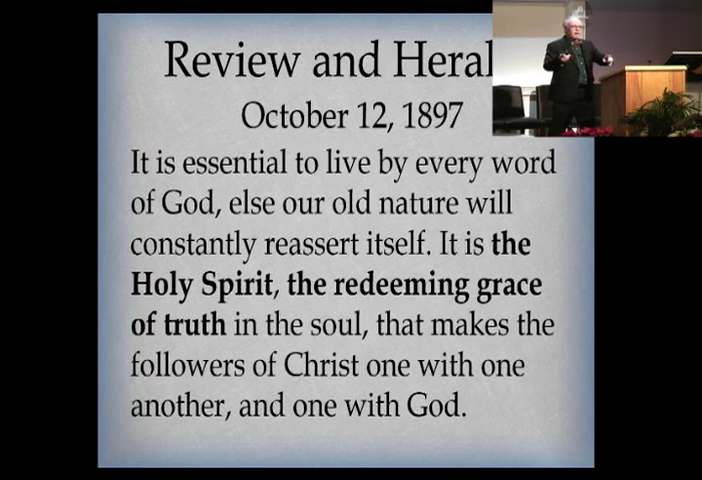 Review and Heral
October 12, 1897
It is essential to live by every word
of God, else our old nature will
constantly reassert itself. It is the
Holy Spirit, the redeeming grace
of truth in the soul, that makes the
followers of Christ one with one
another, and one with God.